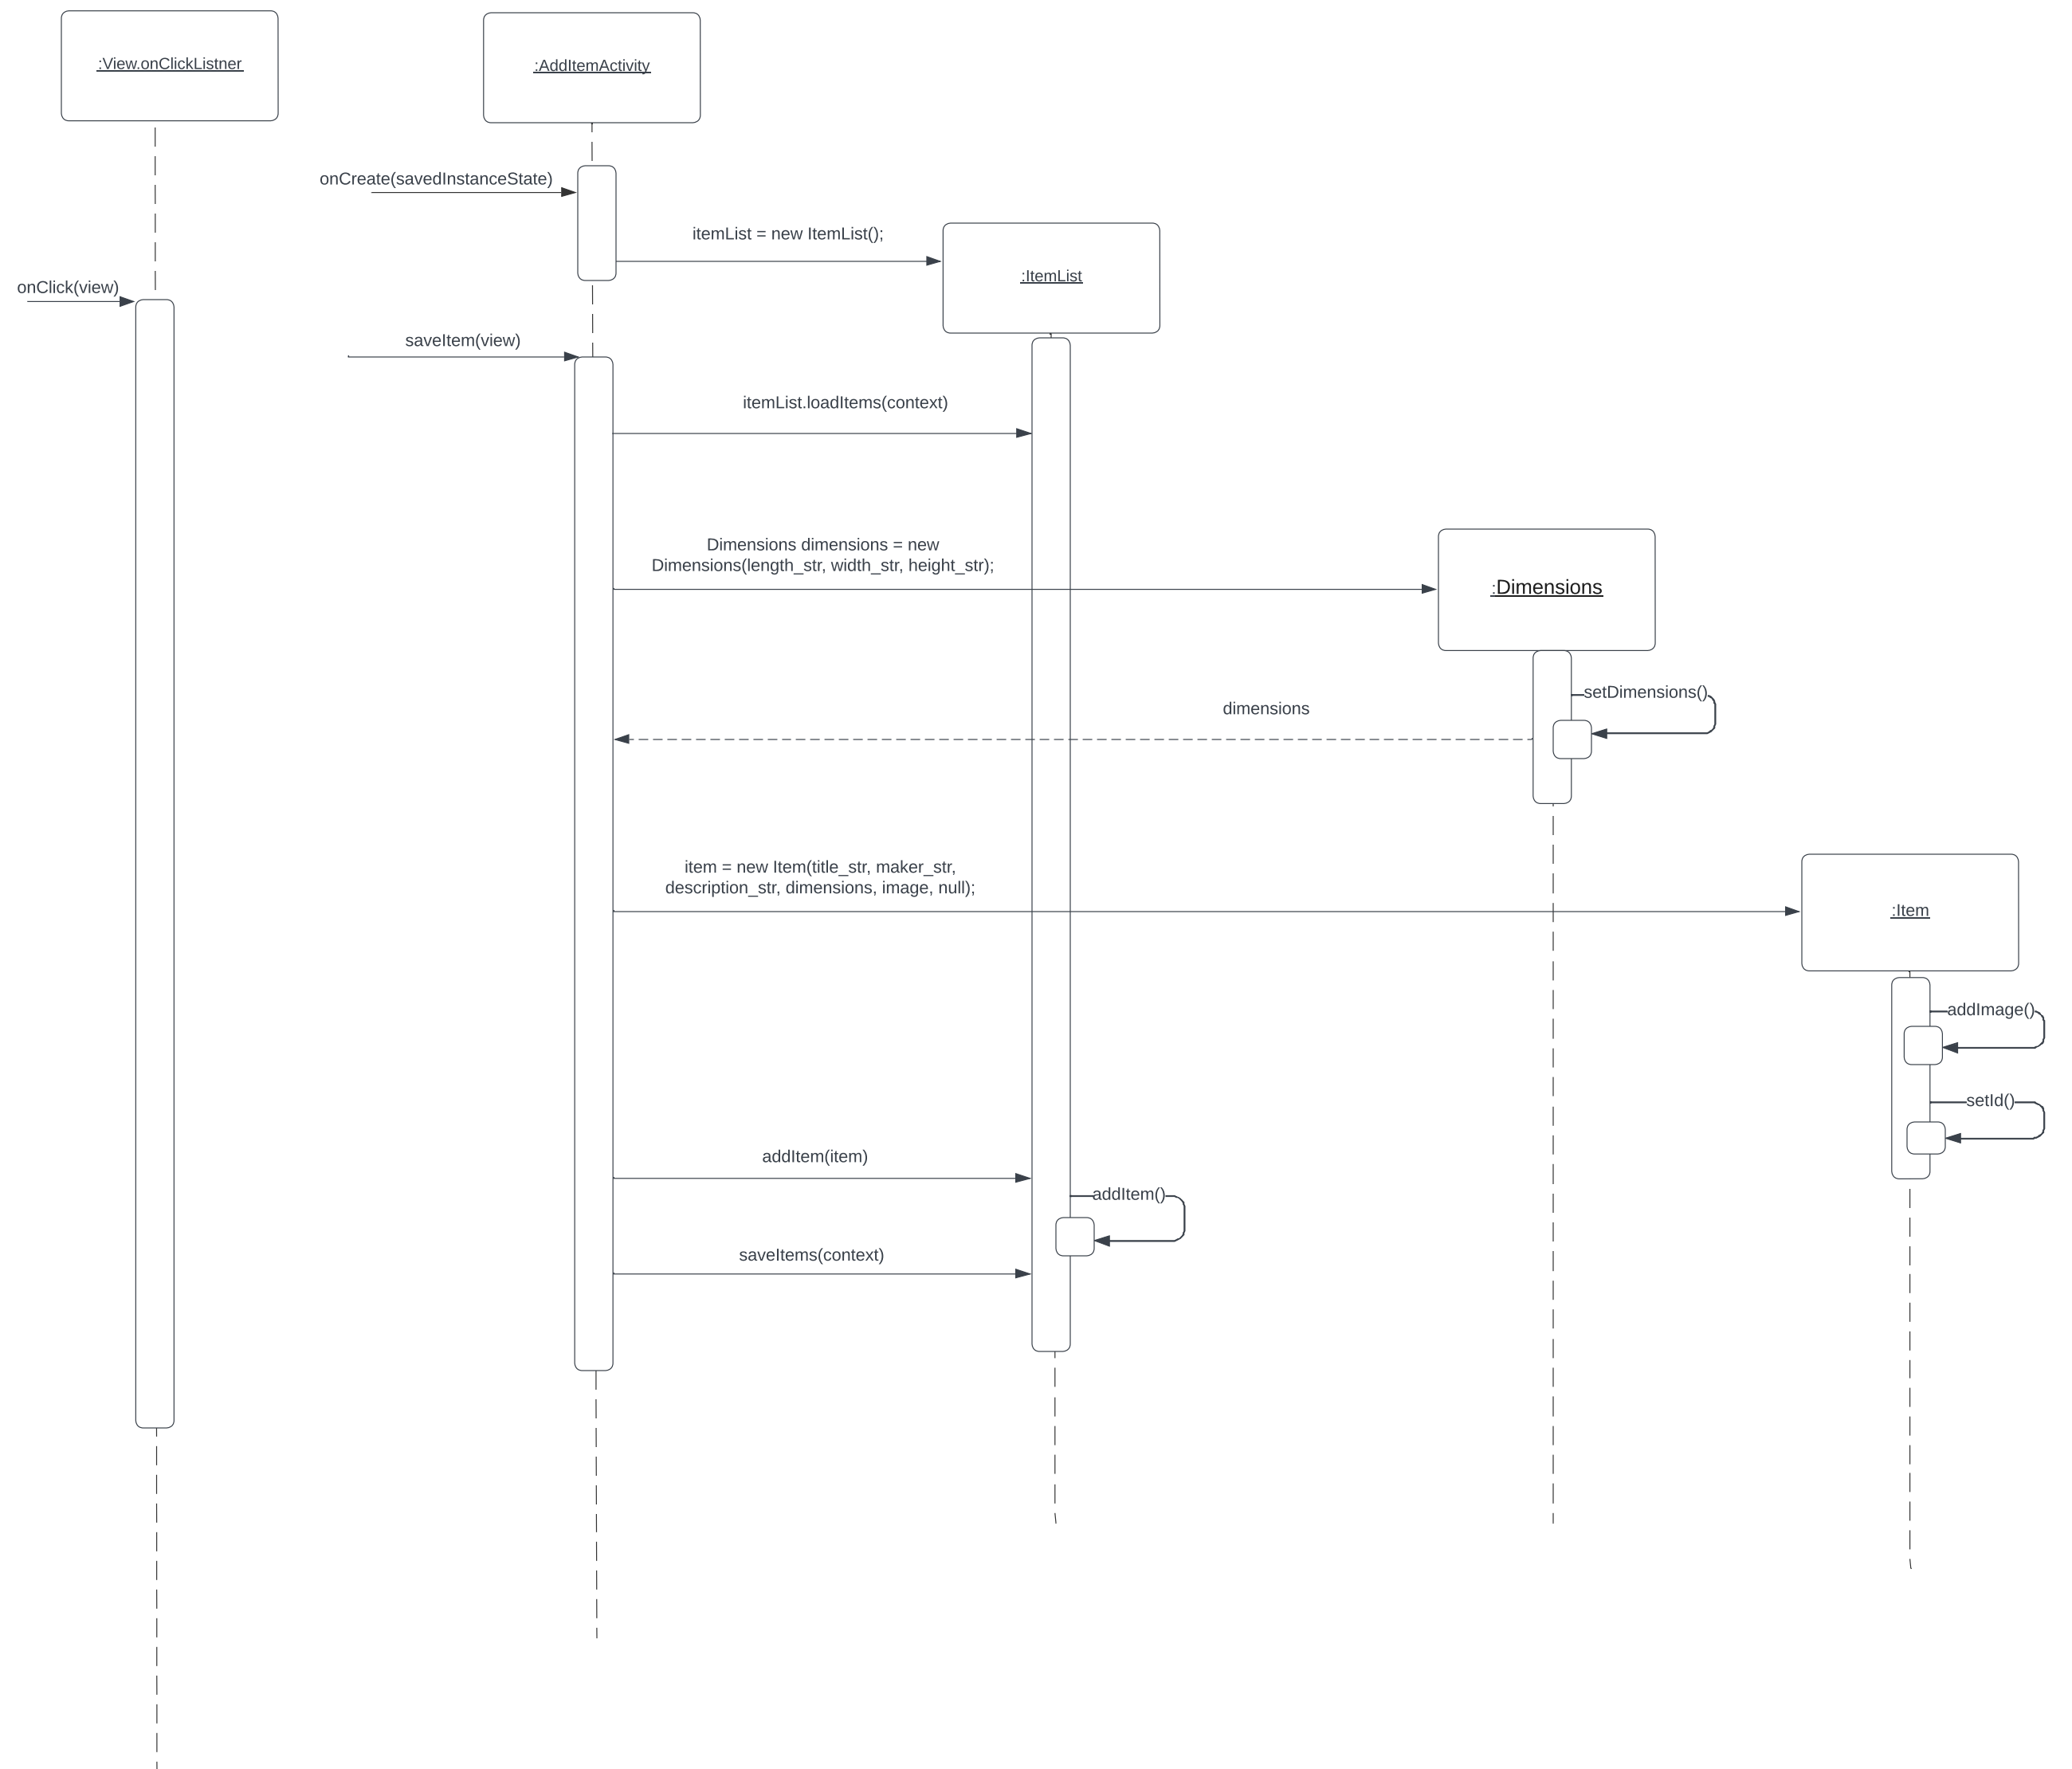 :View.onClickListner
:AddItemActivity
onCreate(savedInstanceState)
itemList = new ItemList();
:ItemList
onClick(view)
saveItem(view)
itemList.loadItems(context)
Dimensions dimensions = new
Dimensions(length_str, width_str, height_str);
:Dimensions
setDimensions()
dimensions
item = new Item(title_str, maker_str,
description_str, dimensions, image, null);
:Item
addImage()
setId()
addItem(item)
addItem()
saveItems(context)